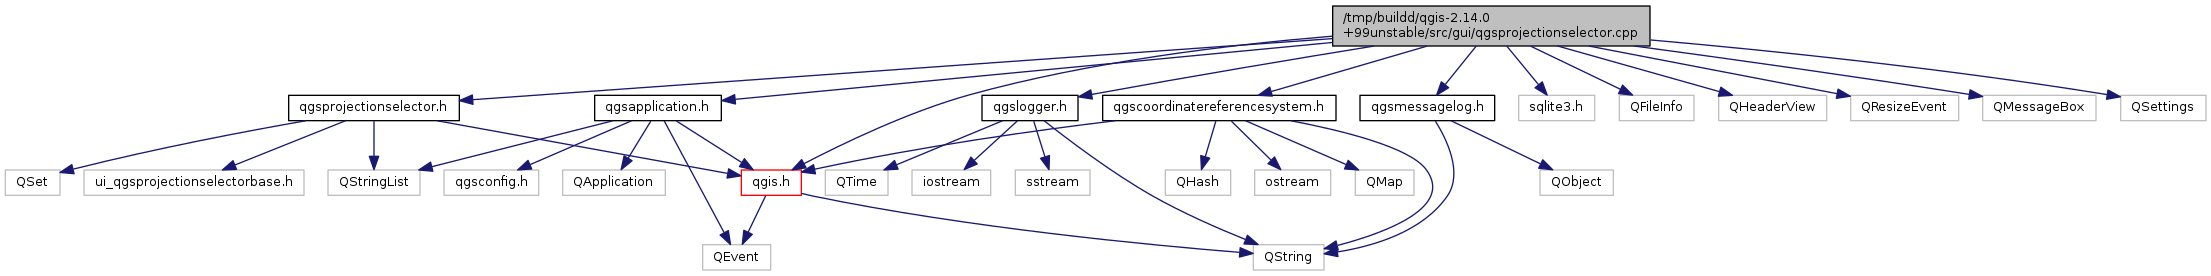 /tmp/buildd/qgis-2.14.0
+99unstable/src/gui/qgsprojectionselector.cpp
qgsprojectionselector.h
qgsapplication.h
qgslogger.h
qgscoordinatereferencesystem.h
qgsmessagelog.h
sqlite3.h
QFileInfo
QHeaderView
QResizeEvent
QMessageBox
QSettings
QSet
ui_qgsprojectionselectorbase.h
QStringList
qgsconfig.h
QApplication
qgis.h
QTime
iostream
sstream
QHash
ostream
QMap
QObject
QEvent
QString